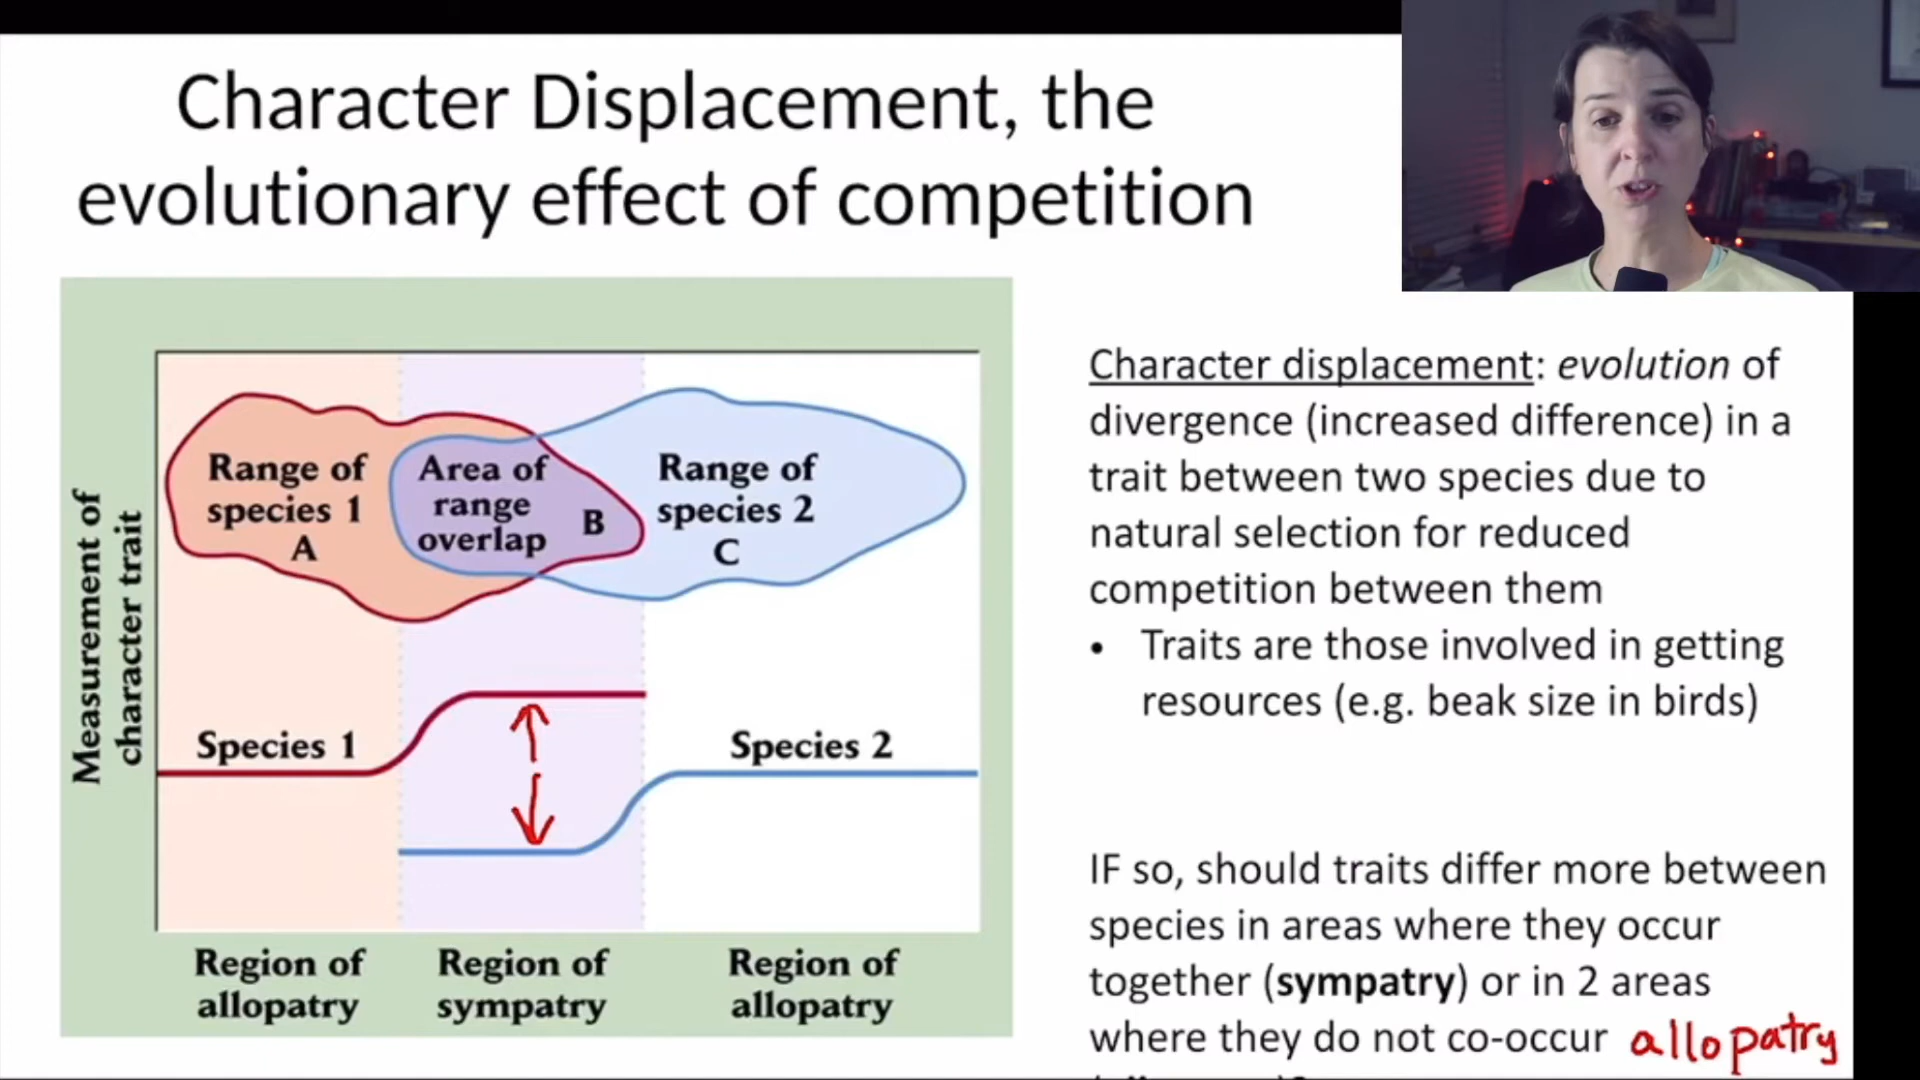 Character Displacement, the
evolutionary effect of competition
Measurement of
character trait
Range of
species 1
A
Area of
range
overlap
B
Range of
species 2
C
Species 1
Species 2
Region of
allopatry
Region of
sympatry
Region of
allopatry
Character displacement: evolution of
divergence (increased difference) in a
trait between two species due to
natural selection for reduced
competition between them
• Traits are those involved in getting
resources (e.g. beak size in birds)
IF so, should traits differ more between
species in areas where they occur
together (sympatry) or in 2 areas
where they do not co-occur allopatry